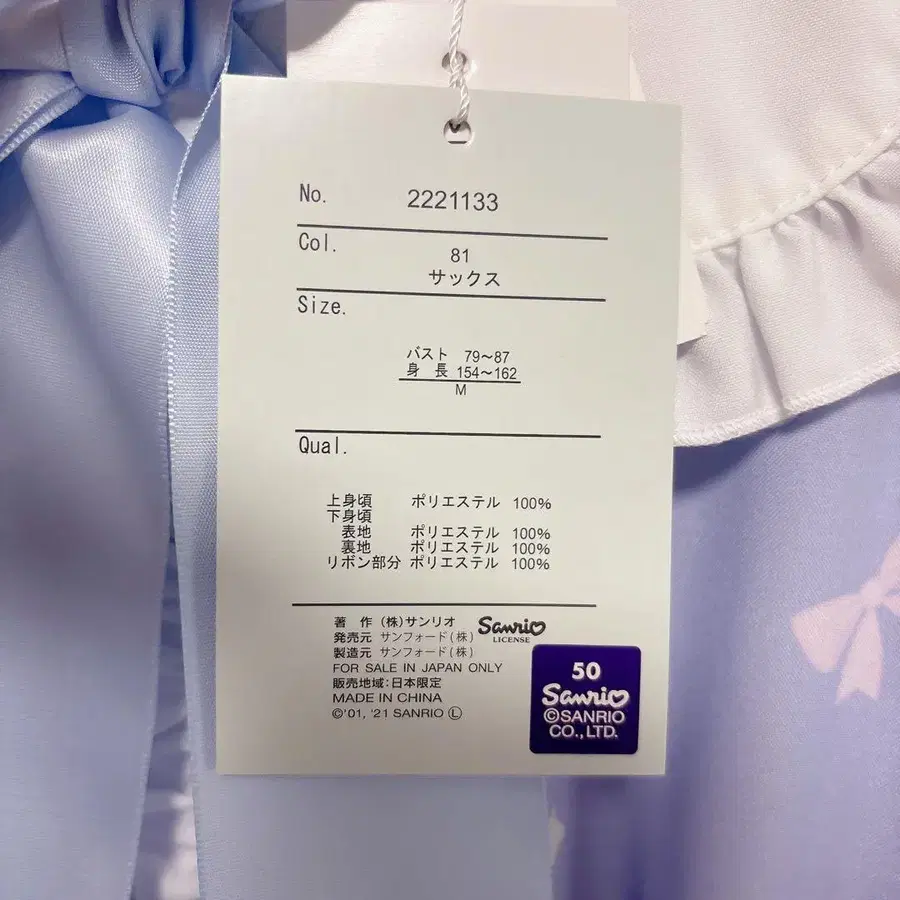 No. 2221133
Col. 81
サックス
Size.
バスト 79～87
身 長 154～162
M
Qual.
上身頃 ポリエステル 100%
下身頃
表地 ポリエステル 100%
裏地 ポリエステル 100%
リボン部分 ポリエステル 100%
著 作 (株)サンリオ
Sanrio
LICENSE
発売元 サンフォード(株)
製造元 サンフォード(株)
FOR SALE IN JAPAN ONLY
販売地域:日本限定
MADE IN CHINA
©'01, '21 SANRIO Ⓛ
50
Sanrio
©SANRIO
CO.,LTD.